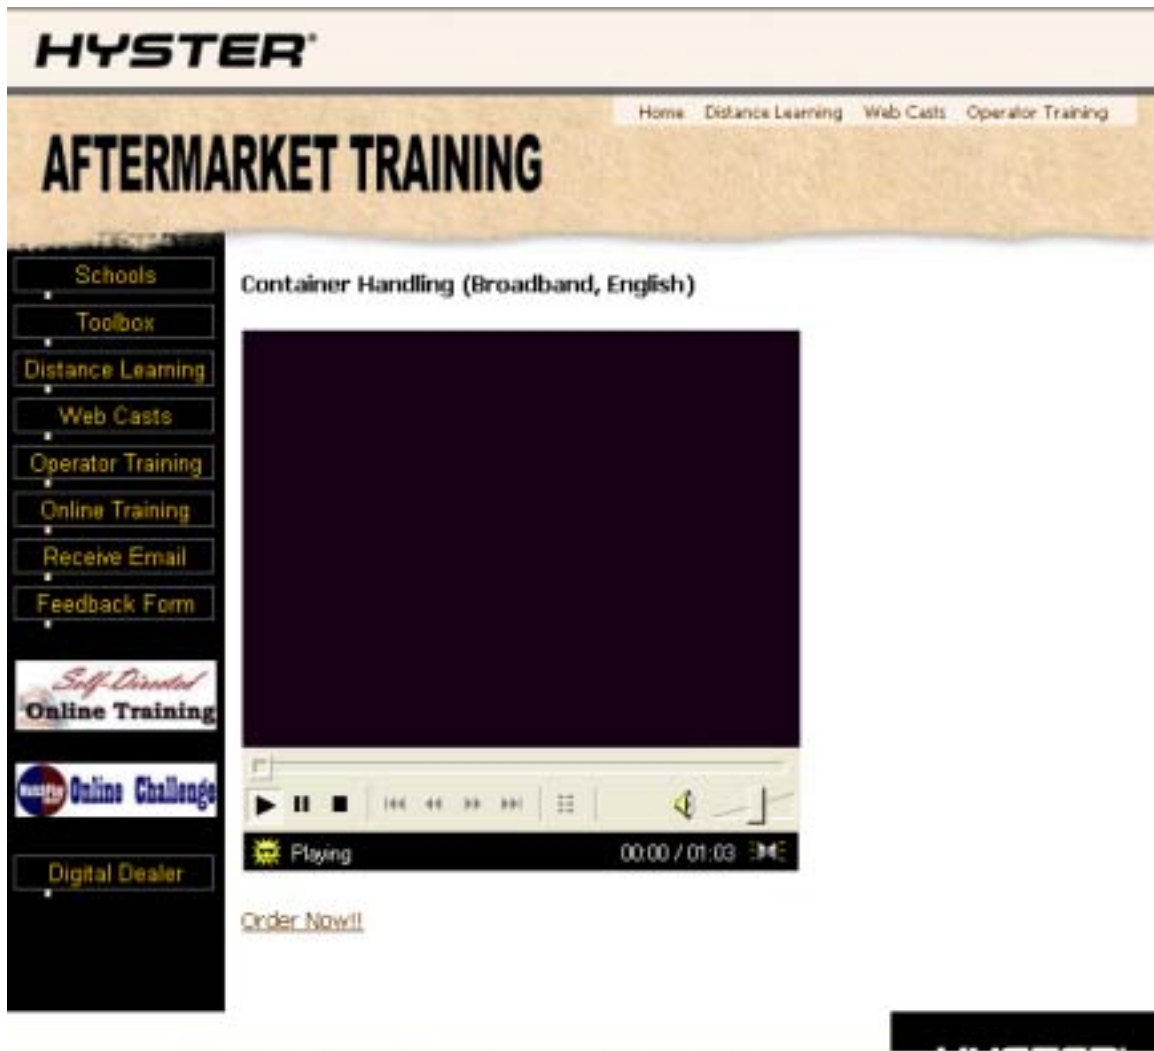 HYSTER
Home Distance Learning Web Casts Operator Training
AFTERMARKET TRAINING
Schools
Toolbox
Distance Learning
Web Casts
Operator Training
Online Training
Receive Email
Feedback Form
Self-Directed
Online Training
Online Challenge
Digital Dealer
Container Handling (Broadband, English)
Playing 00:00 / 01:03
Order Now!!